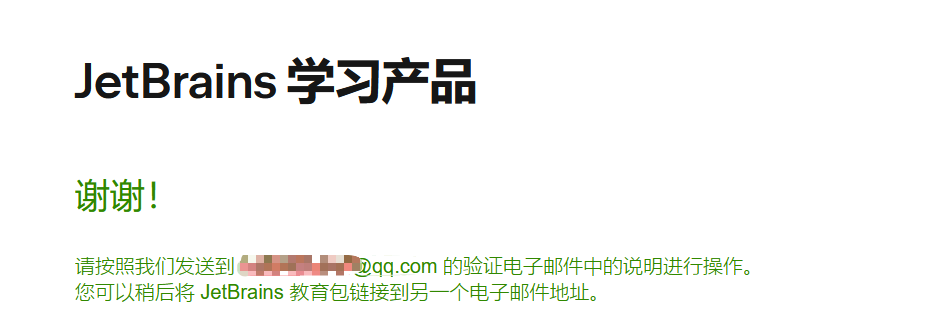 JetBrains 学习产品
谢谢！
请按照我们发送到 @qq.com 的验证电子邮件中的说明进行操作。
您可以稍后将 JetBrains 教育包链接到另一个电子邮件地址。